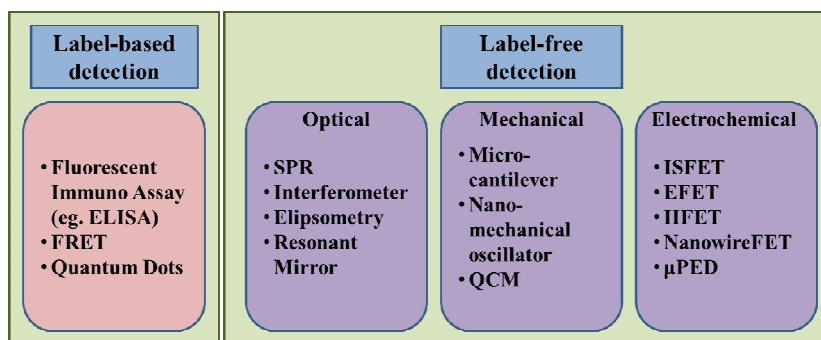 Label-based
detection
• Fluorescent
Immuno Assay
(eg. ELISA)
• FRET
• Quantum Dots
Label-free
detection
Optical
• SPR
• Interferometer
• Elipsometry
• Resonant
Mirror
Mechanical
• Micro-
cantilever
• Nano-
mechanical
oscillator
• QCM
Electrochemical
• ISFET
• EFET
• IIFET
• NanowireFET
• µPED